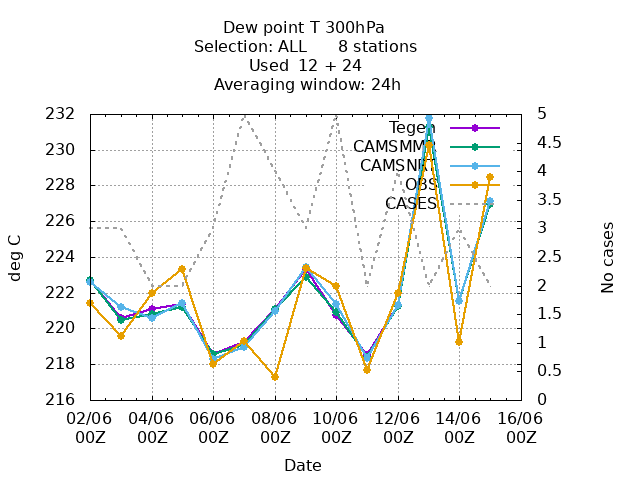 Dew point T 300hPa
Selection: ALL 8 stations
Used 12 + 24
Averaging window: 24h
232
230
228
226
224
222
220
218
216
5
4.5
4
3.5
3
2.5
2
1.5
1
0.5
0
Tegen
CAMSMMR
CAMSNRT
OBS
CASES
deg C
No cases
02/06 04/06 06/06 08/06 10/06 12/06 14/06 16/06
00Z 00Z 00Z 00Z 00Z 00Z 00Z 00Z
Date